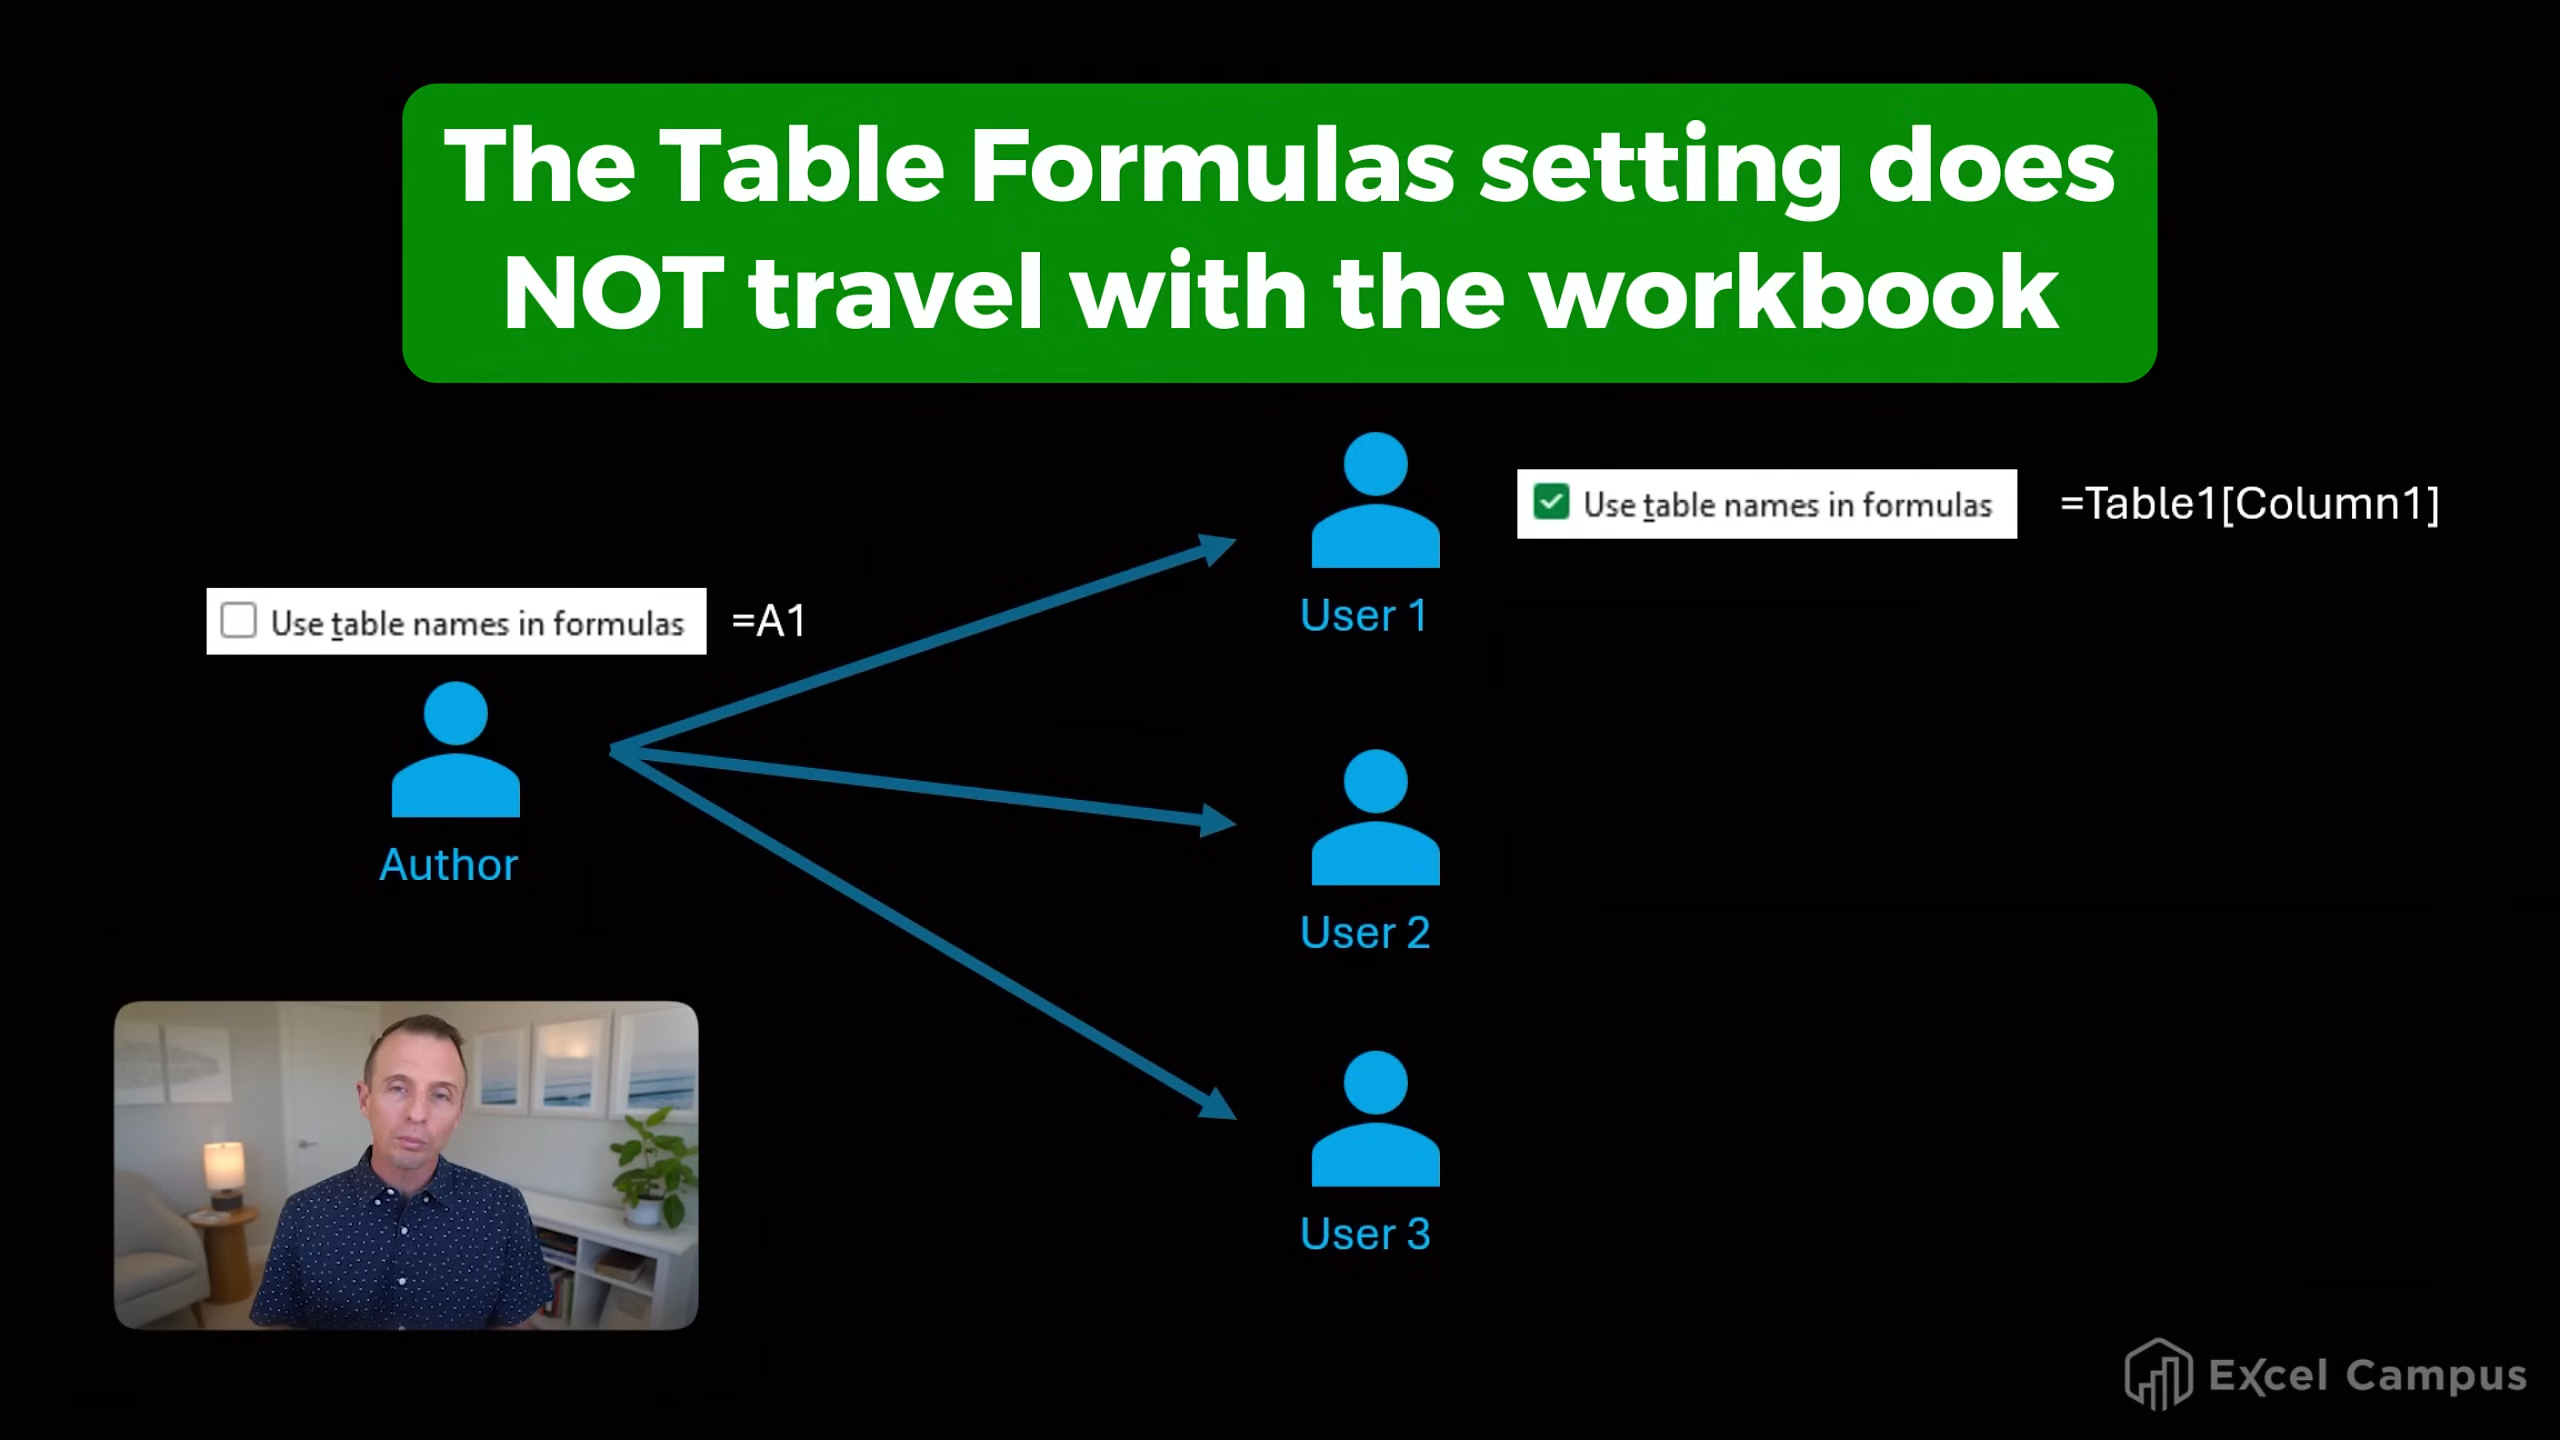 The Table Formulas setting does
NOT travel with the workbook
Use table names in formulas
=Table1[Column1]
User 1
Use table names in formulas
=A1
Author
User 2
User 3
Excel Campus